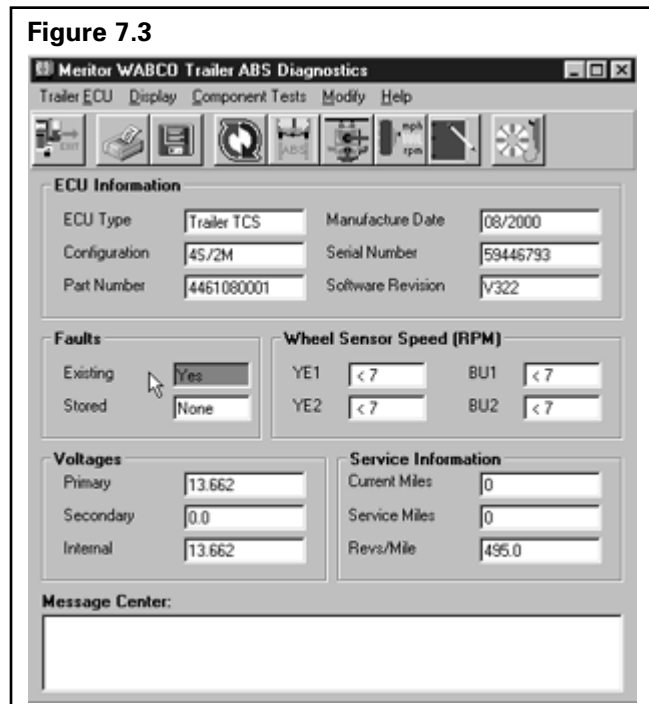 Figure 7.3
Meritor WABCO Trailer ABS Diagnostics
Trailer ECU Display Component Tests Modify Help
EXIT ABS mph rpm
ECU Information
ECU Type Trailer TCS Manufacture Date 08/2000
Configuration 4S/2M Serial Number 59446793
Part Number 4461080001 Software Revision V322
Faults Wheel Sensor Speed (RPM)
Existing Yes YE1 < 7 BU1 < 7
Stored None YE2 < 7 BU2 < 7
Voltages Service Information
Primary 13.662 Current Miles 0
Secondary 0.0 Service Miles 0
Internal 13.662 Revs/Mile 495.0
Message Center: